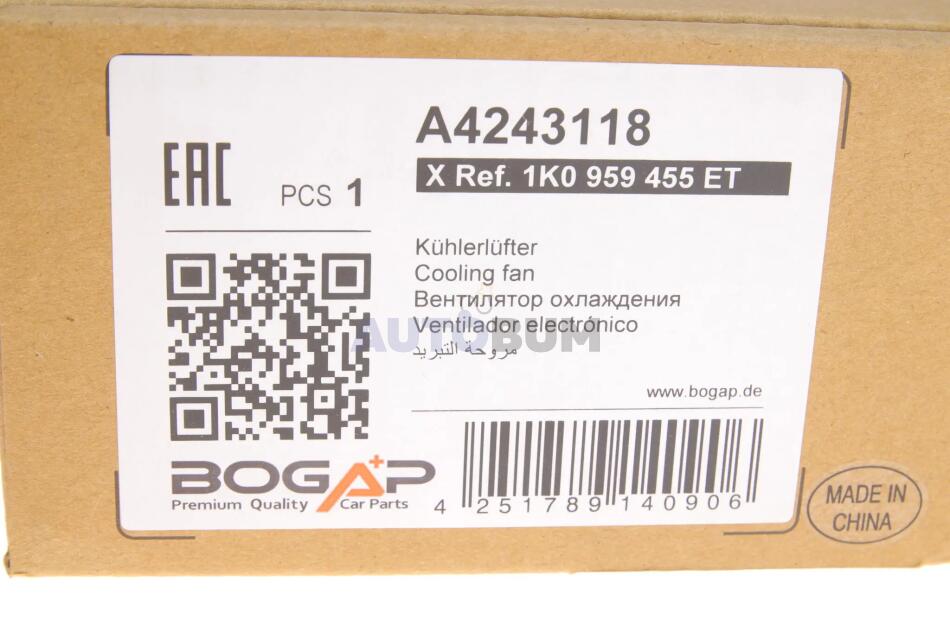 A4243118
X Ref. 1K0 959 455 ET
EAC
PCS 1
Kühlerlüfter
Cooling fan
Вентилятор охлаждения
Ventilador electrónico
مروحة التبريد
AUTOBUM
www.bogap.de
BOGAP
Premium Quality Car Parts
4 251789 140906
MADE IN
CHINA